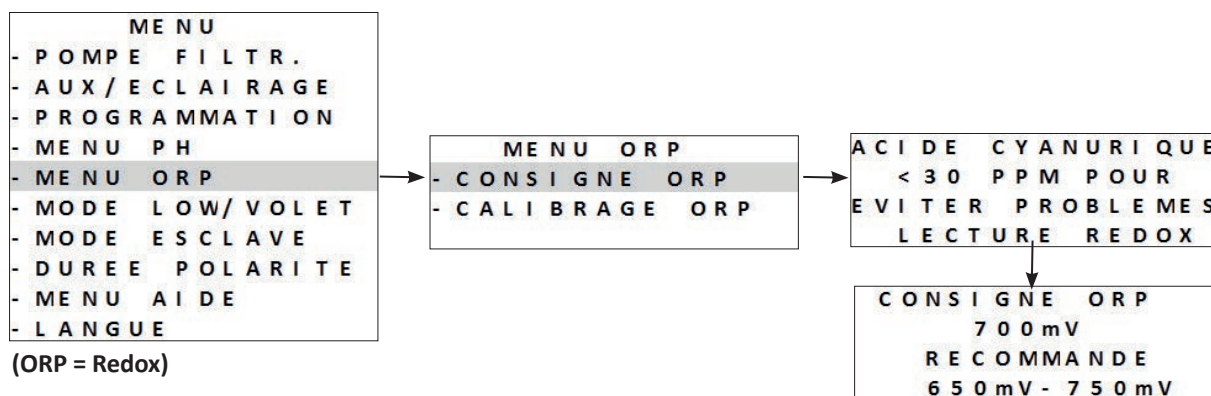 MENU
- POMPE FILTR.
- AUX/ECLAIRAGE
- PROGRAMMATION
- MENU PH
- MENU ORP
- MODE LOW/VOLET
- MODE ESCLAVE
- DUREE POLARITE
- MENU AIDE
- LANGUE
(ORP = Redox)
MENU ORP
- CONSIGNE ORP
- CALIBRAGE ORP
ACIDE CYANURIQUE
<30 PPM POUR
EVITER PROBLEMES
LECTURE REDOX
CONSIGNE ORP
700mV
RECOMMANDE
650mV-750mV